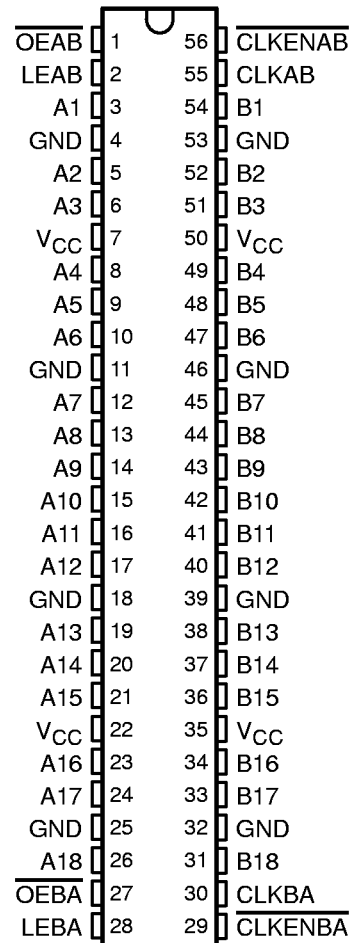 OEAB 1 56 CLKENAB
LEAB 2 55 CLKAB
A1 3 54 B1
GND 4 53 GND
A2 5 52 B2
A3 6 51 B3
VCC 7 50 VCC
A4 8 49 B4
A5 9 48 B5
A6 10 47 B6
GND 11 46 GND
A7 12 45 B7
A8 13 44 B8
A9 14 43 B9
A10 15 42 B10
A11 16 41 B11
A12 17 40 B12
GND 18 39 GND
A13 19 38 B13
A14 20 37 B14
A15 21 36 B15
VCC 22 35 VCC
A16 23 34 B16
A17 24 33 B17
GND 25 32 GND
A18 26 31 B18
OEBA 27 30 CLKBA
LEBA 28 29 CLKENBA